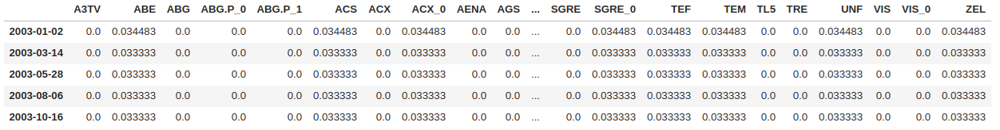 A3TV ABE ABG ABG.P_0 ABG.P_1 ACS ACX ACX_0 AENA AGS ... SGRE SGRE_0 TEF TEM TL5 TRE UNF VIS VIS_0 ZEL
2003-01-02 0.0 0.034483 0.0 0.0 0.0 0.034483 0.0 0.034483 0.0 0.0 ... 0.0 0.034483 0.034483 0.034483 0.0 0.0 0.034483 0.0 0.0 0.034483
2003-03-14 0.0 0.033333 0.0 0.0 0.0 0.033333 0.0 0.033333 0.0 0.0 ... 0.0 0.033333 0.033333 0.033333 0.0 0.0 0.033333 0.0 0.0 0.033333
2003-05-28 0.0 0.033333 0.0 0.0 0.0 0.033333 0.0 0.033333 0.0 0.0 ... 0.0 0.033333 0.033333 0.033333 0.0 0.0 0.033333 0.0 0.0 0.033333
2003-08-06 0.0 0.033333 0.0 0.0 0.0 0.033333 0.0 0.033333 0.0 0.0 ... 0.0 0.033333 0.033333 0.033333 0.0 0.0 0.033333 0.0 0.0 0.033333
2003-10-16 0.0 0.033333 0.0 0.0 0.0 0.033333 0.0 0.033333 0.0 0.0 ... 0.0 0.033333 0.033333 0.033333 0.0 0.0 0.033333 0.0 0.0 0.033333